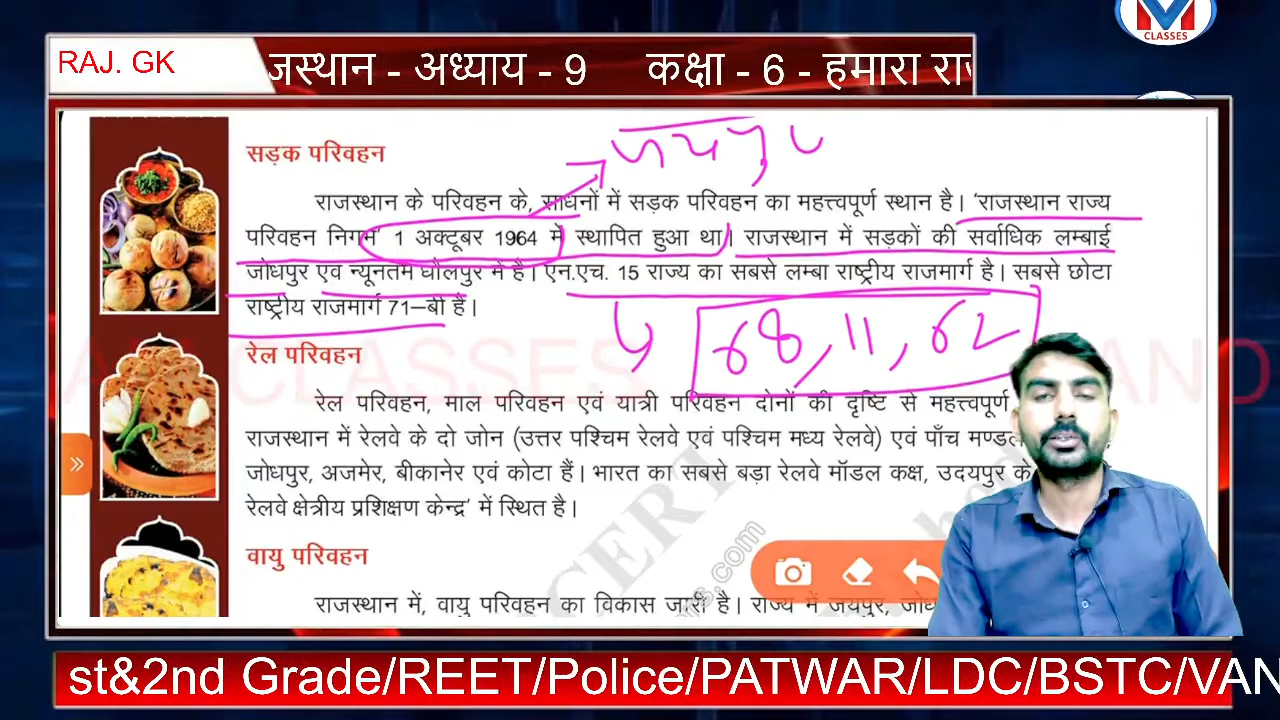 CLASSES
RAJ. GK
जस्थान - अध्याय - 9 कक्षा - 6 - हमारा राज
सड़क परिवहन
जयपुर
राजस्थान के परिवहन के, साधनों में सड़क परिवहन का महत्त्वपूर्ण स्थान है। 'राजस्थान राज्य
परिवहन निगम' 1 अक्टूबर 1964 में स्थापित हुआ था। राजस्थान में सड़कों की सर्वाधिक लम्बाई
जोधपुर एवं न्यूनतम धौलपुर में है। एन.एच. 15 राज्य का सबसे लम्बा राष्ट्रीय राजमार्ग है। सबसे छोटा
राष्ट्रीय राजमार्ग 71–बी है।
68, 11, 62
रेल परिवहन
रेल परिवहन, माल परिवहन एवं यात्री परिवहन दोनों की दृष्टि से महत्त्वपूर्ण
राजस्थान में रेलवे के दो जोन (उत्तर पश्चिम रेलवे एवं पश्चिम मध्य रेलवे) एवं पाँच मण्डल
जोधपुर, अजमेर, बीकानेर एवं कोटा हैं। भारत का सबसे बड़ा रेलवे मॉडल कक्ष, उदयपुर के
रेलवे क्षेत्रीय प्रशिक्षण केन्द्र' में स्थित है।
वायु परिवहन
राजस्थान में, वायु परिवहन का विकास जारी है। राज्य में जयपुर,
st&2nd Grade/REET/Police/PATWAR/LDC/BSTC/VAN